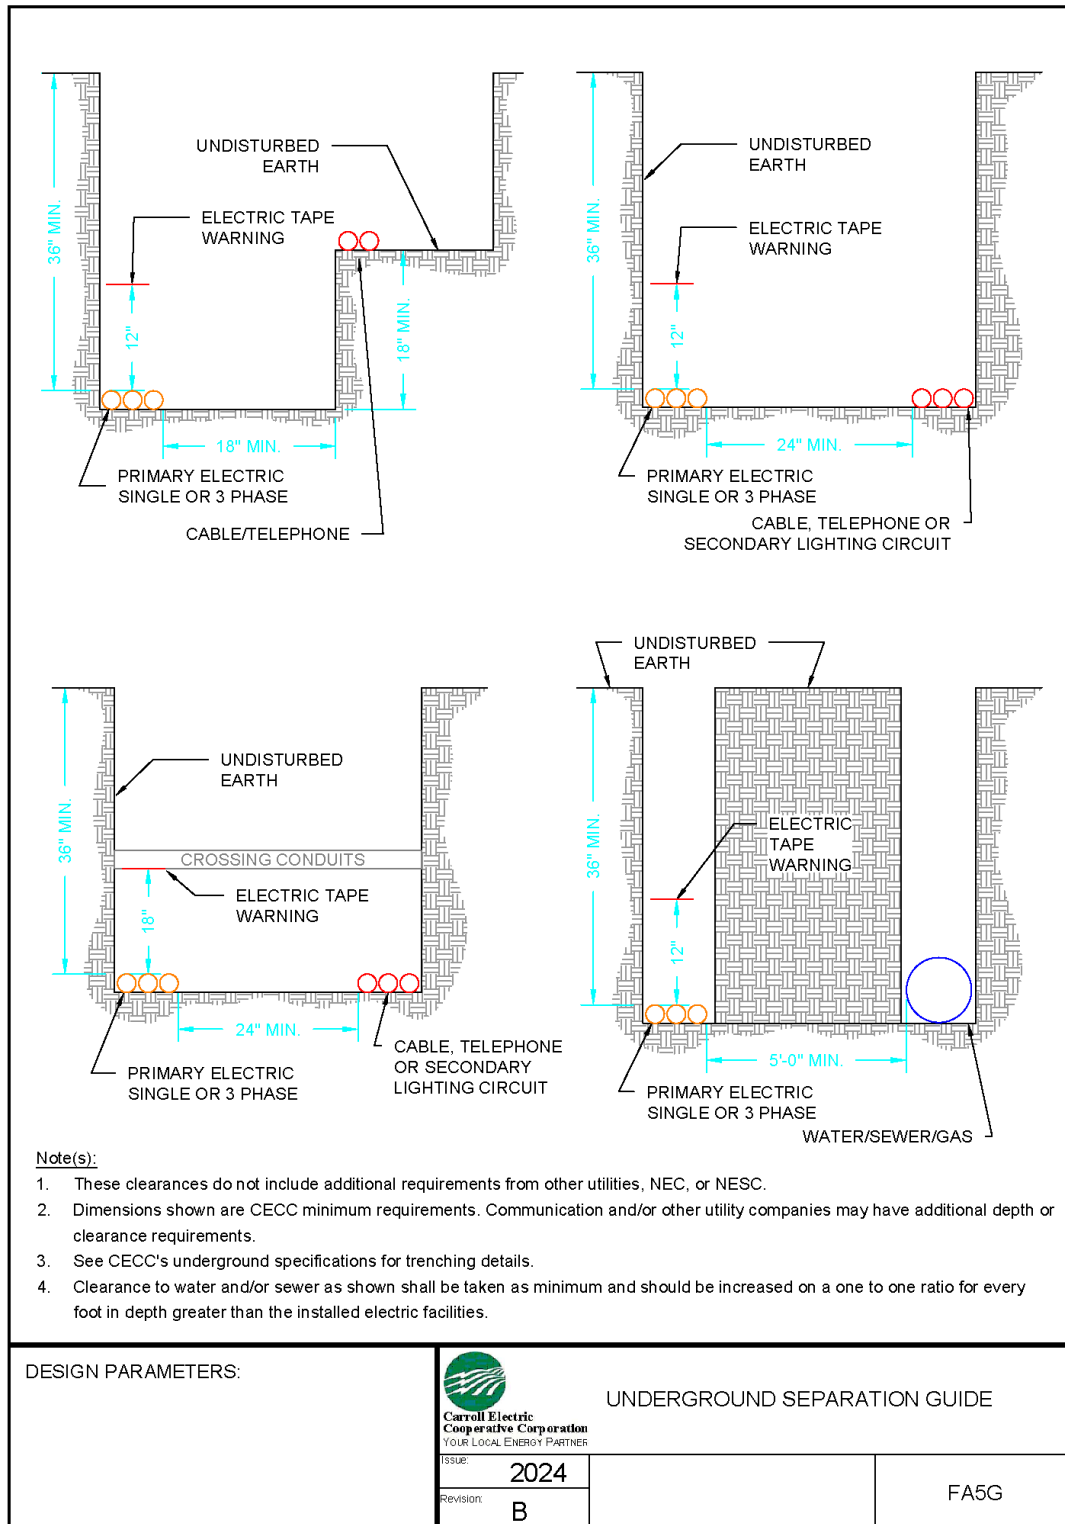 UNDISTURBED
EARTH
ELECTRIC TAPE
WARNING
36" MIN.
12"
18" MIN.
18" MIN.
PRIMARY ELECTRIC
SINGLE OR 3 PHASE
CABLE/TELEPHONE
UNDISTURBED
EARTH
ELECTRIC TAPE
WARNING
36" MIN.
12"
24" MIN.
PRIMARY ELECTRIC
SINGLE OR 3 PHASE
CABLE, TELEPHONE OR
SECONDARY LIGHTING CIRCUIT
UNDISTURBED
EARTH
36" MIN.
CROSSING CONDUITS
ELECTRIC TAPE
WARNING
18"
24" MIN.
PRIMARY ELECTRIC
SINGLE OR 3 PHASE
CABLE, TELEPHONE
OR SECONDARY
LIGHTING CIRCUIT
UNDISTURBED
EARTH
36" MIN.
ELECTRIC
TAPE
WARNING
12"
5'-0" MIN.
PRIMARY ELECTRIC
SINGLE OR 3 PHASE
WATER/SEWER/GAS
Note(s):
1. These clearances do not include additional requirements from other utilities, NEC, or NESC.
2. Dimensions shown are CECC minimum requirements. Communication and/or other utility companies may have additional depth or
clearance requirements.
3. See CECC's underground specifications for trenching details.
4. Clearance to water and/or sewer as shown shall be taken as minimum and should be increased on a one to one ratio for every
foot in depth greater than the installed electric facilities.
DESIGN PARAMETERS:
Carroll Electric
Cooperative Corporation
YOUR LOCAL ENERGY PARTNER
UNDERGROUND SEPARATION GUIDE
Issue:
2024
Revision:
B
FA5G